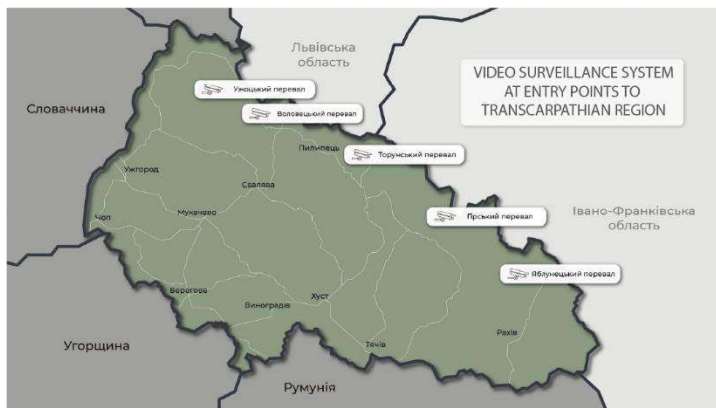 Львівська
область
VIDEO SURVEILLANCE SYSTEM
AT ENTRY POINTS TO
TRANSCARPATHIAN REGION
Словаччина
Ужоцький перевал
Воловецький перевал
Пилипець
Торунський перевал
Ужгород
Свалява
Мукачево
Чоп
Гірський перевал
Івано-Франківська
область
Яблунецький перевал
Берегово
Виноградів
Хуст
Тячів
Рахів
Угорщина
Румунія